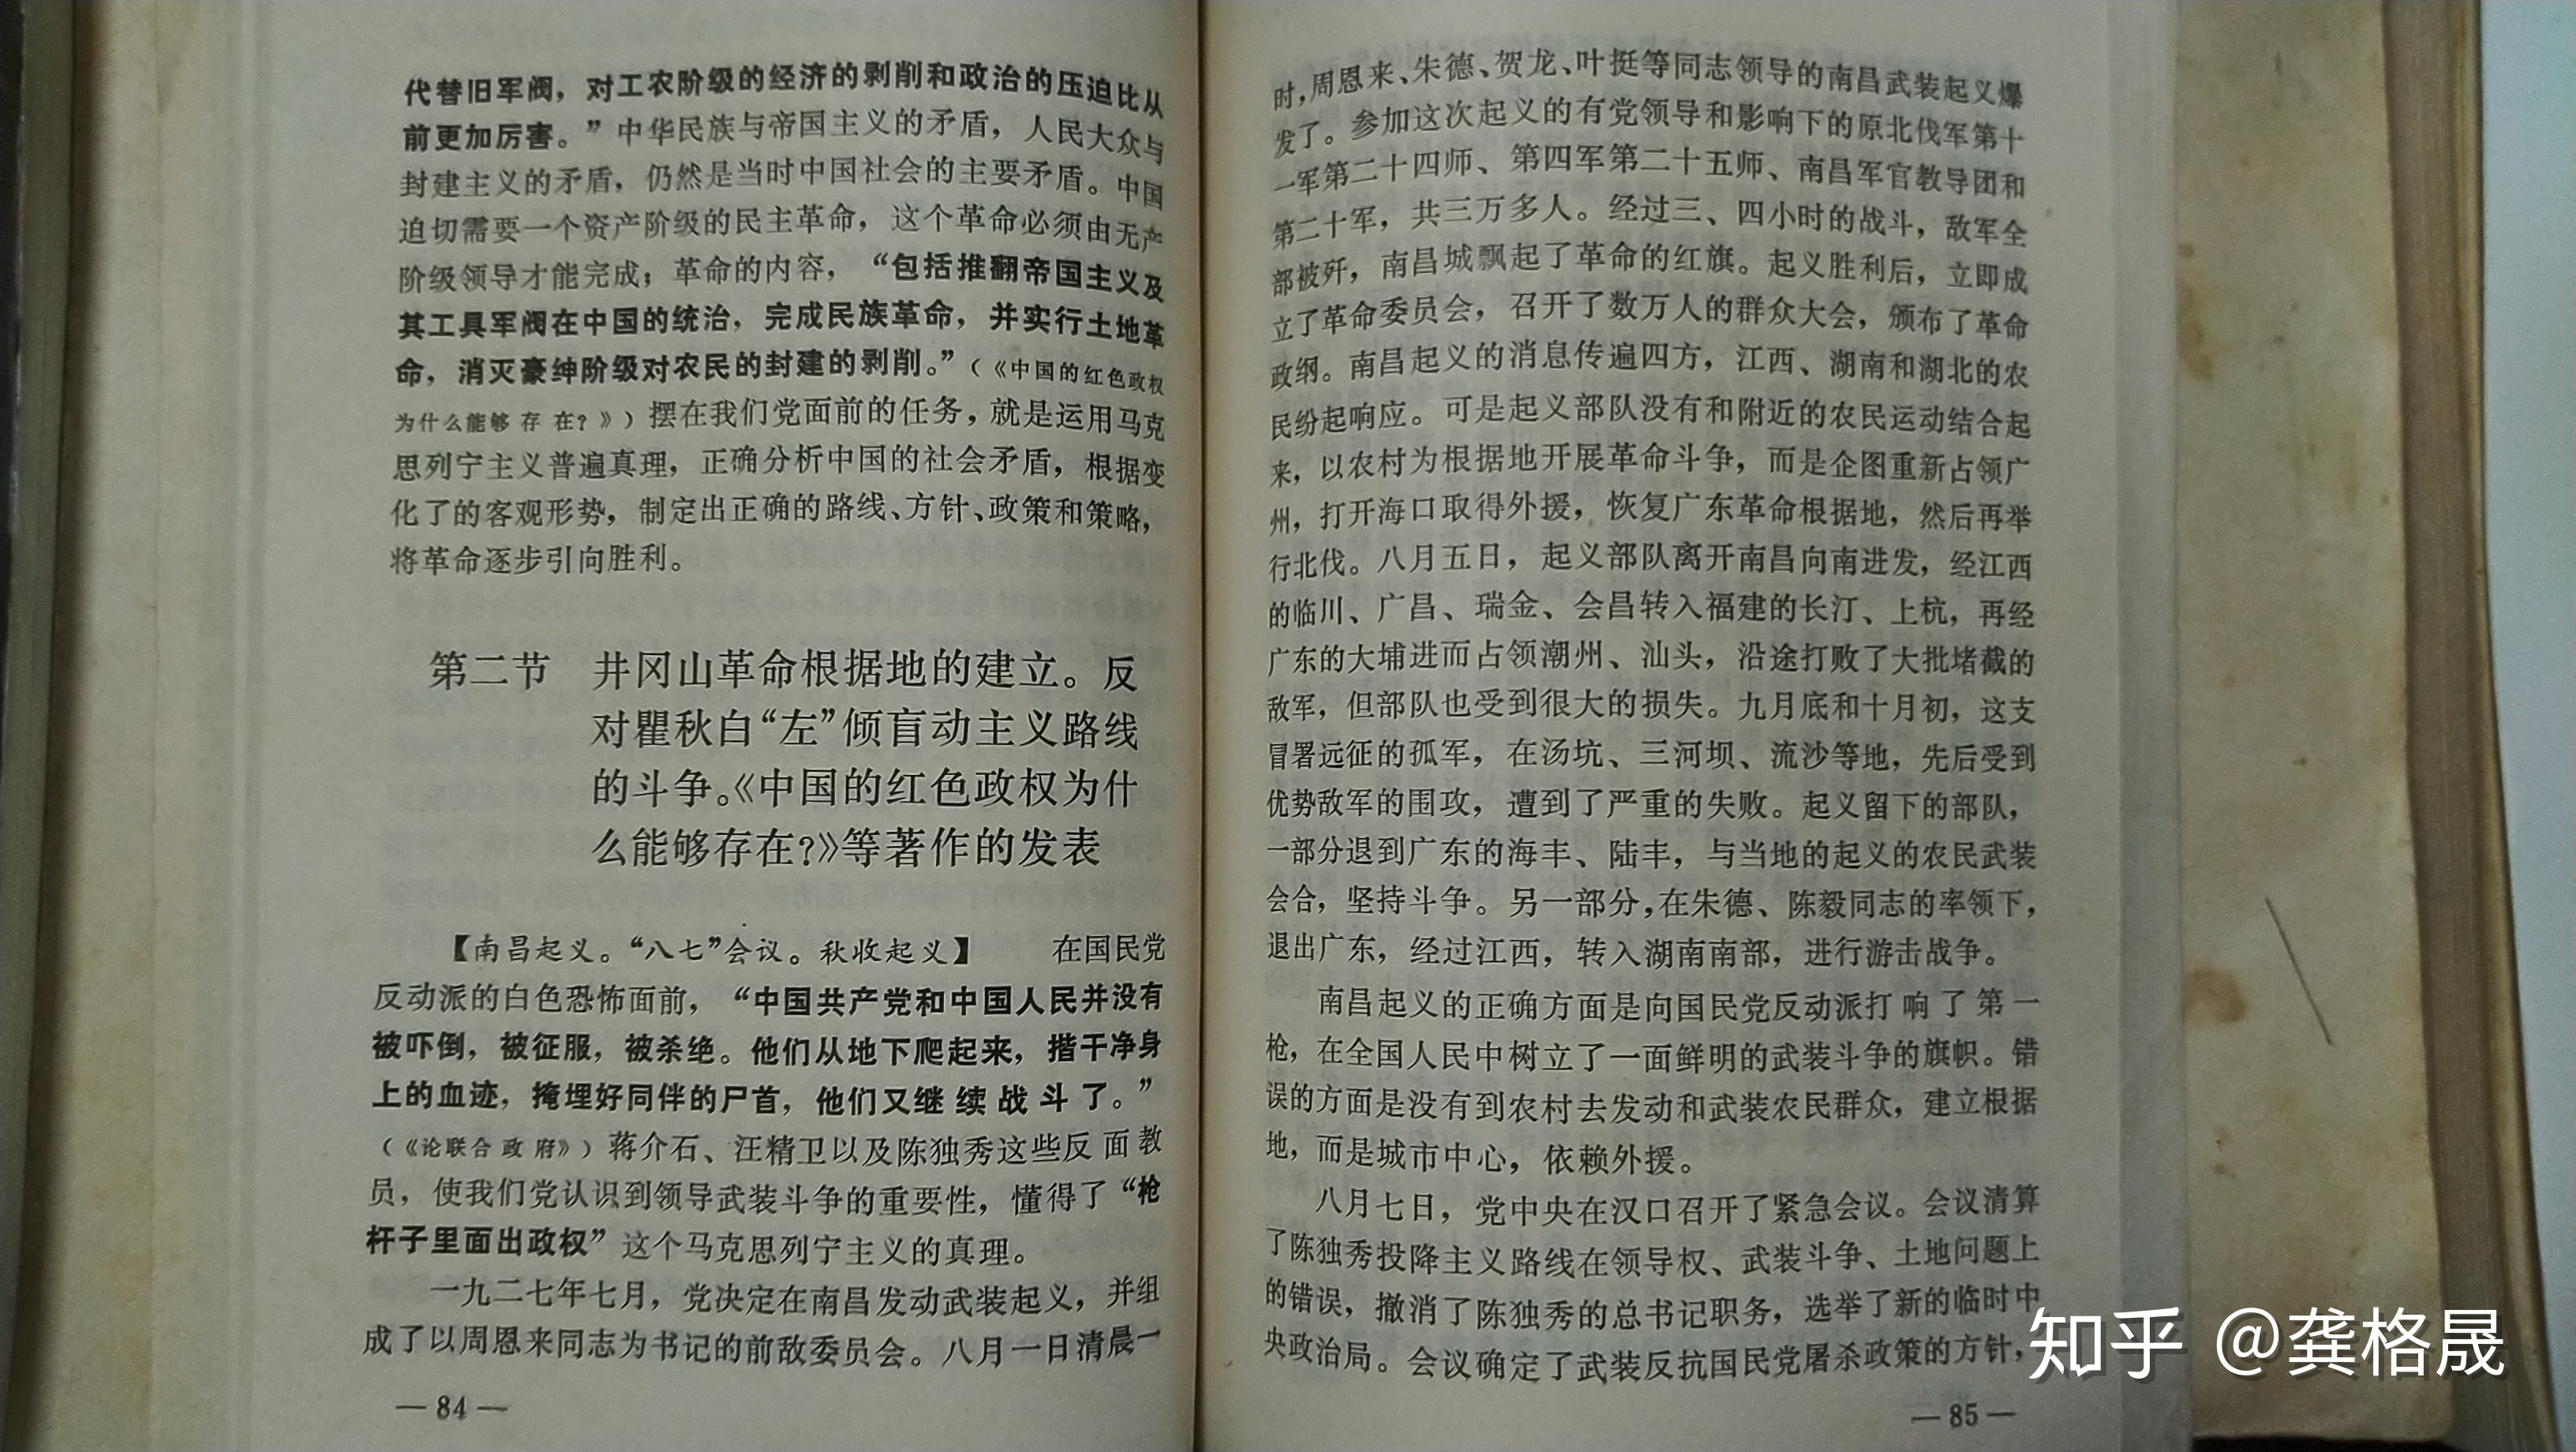 代替旧军阀，对工农阶级的经济的剥削和政治的压迫比从
前更加厉害。”中华民族与帝国主义的矛盾，人民大众与
封建主义的矛盾，仍然是当时中国社会的主要矛盾。中国
迫切需要一个资产阶级的民主革命，这个革命必须由无产
阶级领导才能完成；革命的内容，“包括推翻帝国主义及
其工具军阀在中国的统治，完成民族革命，并实行土地革
命，消灭豪绅阶级对农民的封建的剥削。”（《中国的红色政权
为什么能够存在？》）摆在我们党面前的任务，就是运用马克
思列宁主义普遍真理，正确分析中国的社会矛盾，根据变
化了的客观形势，制定出正确的路线、方针、政策和策略，
将革命逐步引向胜利。
第二节　井冈山革命根据地的建立。反
对瞿秋白“左”倾盲动主义路线
的斗争。《中国的红色政权为什
么能够存在？》等著作的发表
【南昌起义。“八七”会议。秋收起义】　在国民党
反动派的白色恐怖面前，“中国共产党和中国人民并没有
被吓倒，被征服，被杀绝。他们从地下爬起来，揩干净身
上的血迹，掩埋好同伴的尸首，他们又继续战斗了。”
（《论联合政府》）蒋介石、汪精卫以及陈独秀这些反面教
员，使我们党认识到领导武装斗争的重要性，懂得了“枪
杆子里面出政权”这个马克思列宁主义的真理。
一九二七年七月，党决定在南昌发动武装起义，并组
成了以周恩来同志为书记的前敌委员会。八月一日清晨一
—84—
时，周恩来、朱德、贺龙、叶挺等同志领导的南昌武装起义爆
发了。参加这次起义的有党领导和影响下的原北伐军第十
一军第二十四师、第四军第二十五师、南昌军官教导团和
第二十军，共三万多人。经过三、四小时的战斗，敌军全
部被歼，南昌城飘起了革命的红旗。起义胜利后，立即成
立了革命委员会，召开了数万人的群众大会，颁布了革命
政纲。南昌起义的消息传遍四方，江西、湖南和湖北的农
民纷起响应。可是起义部队没有和附近的农民运动结合起
来，以农村为根据地开展革命斗争，而是企图重新占领广
州，打开海口取得外援，恢复广东革命根据地，然后再举
行北伐。八月五日，起义部队离开南昌向南进发，经江西
的临川、广昌、瑞金、会昌转入福建的长汀、上杭，再经
广东的大埔进而占领潮州、汕头，沿途打败了大批堵截的
敌军，但部队也受到很大的损失。九月底和十月初，这支
冒署远征的孤军，在汤坑、三河坝、流沙等地，先后受到
优势敌军的围攻，遭到了严重的失败。起义留下的部队，
一部分退到广东的海丰、陆丰，与当地的起义的农民武装
会合，坚持斗争。另一部分，在朱德、陈毅同志的率领下，
退出广东，经过江西，转入湖南南部，进行游击战争。
南昌起义的正确方面是向国民党反动派打响了第一
枪，在全国人民中树立了一面鲜明的武装斗争的旗帜。错
误的方面是没有到农村去发动和武装农民群众，建立根据
地，而是城市中心，依赖外援。
八月七日，党中央在汉口召开了紧急会议。会议清算
了陈独秀投降主义路线在领导权、武装斗争、土地问题上
的错误，撤消了陈独秀的总书记职务，选举了新的临时中
央政治局。会议确定了武装反抗国民党屠杀政策的方针，
—85—
知乎 @龚格晟